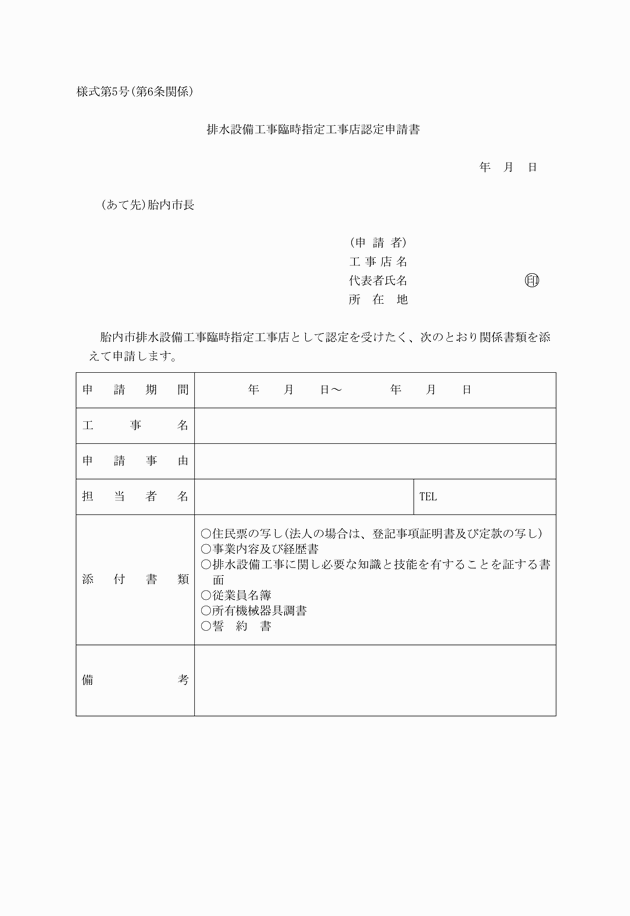 様式第5号(第6条関係)
排水設備工事臨時指定工事店認定申請書
年　月　日
(あて先)胎内市長
(申 請 者)
工 事 店 名
代表者氏名　㊞
所　在　地
胎内市排水設備工事臨時指定工事店として認定を受けたく、次のとおり関係書類を添
えて申請します。
申　請　期　間　年　月　日～　年　月　日
工　事　名
申　請　事　由
担　当　者　名　TEL
添　付　書　類
○住民票の写し(法人の場合は、登記事項証明書及び定款の写し)
○事業内容及び経歴書
○排水設備工事に関し必要な知識と技能を有することを証する書
面
○従業員名簿
○所有機械器具調書
○誓　約　書
備　考